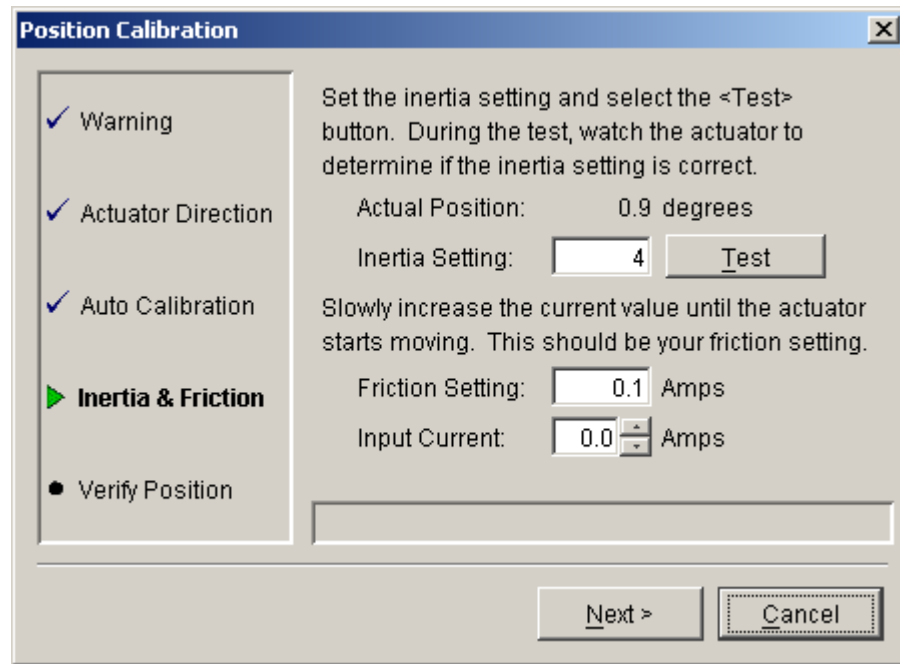 Position Calibration
Warning
Actuator Direction
Auto Calibration
Inertia & Friction
Verify Position
Set the inertia setting and select the <Test>
button.  During the test, watch the actuator to
determine if the inertia setting is correct.
Actual Position: 0.9 degrees
Inertia Setting: 4 Test
Slowly increase the current value until the actuator
starts moving.  This should be your friction setting.
Friction Setting: 0.1 Amps
Input Current: 0.0 Amps
Next > Cancel